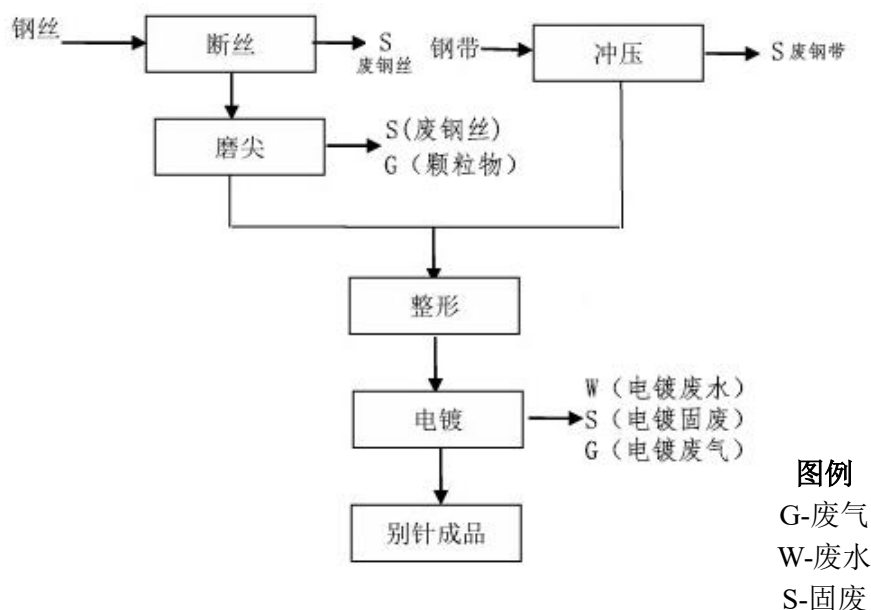 钢丝
断丝
S
废钢丝
钢带
冲压
S 废钢带
磨尖
S(废钢丝)
G（颗粒物）
整形
电镀
W（电镀废水）
S（电镀固废）
G（电镀废气）
别针成品
图例
G-废气
W-废水
S-固废